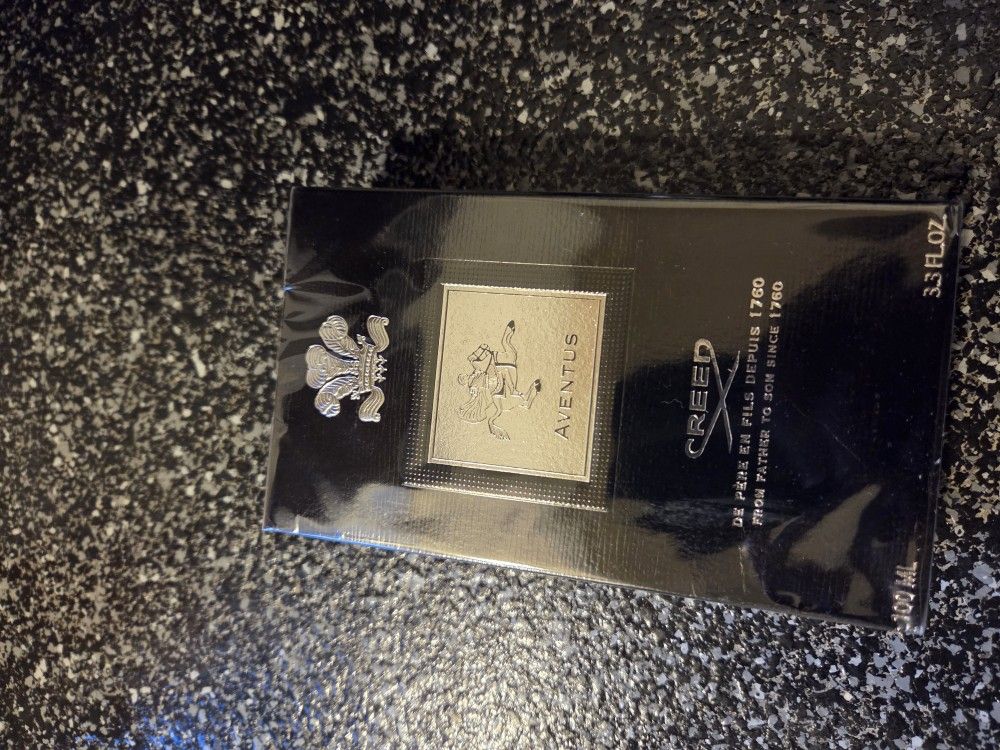 AVENTUS
CREED
DE PÈRE EN FILS DEPUIS 1760
FROM FATHER TO SON SINCE 1760
100 ML 3.3 FL.OZ